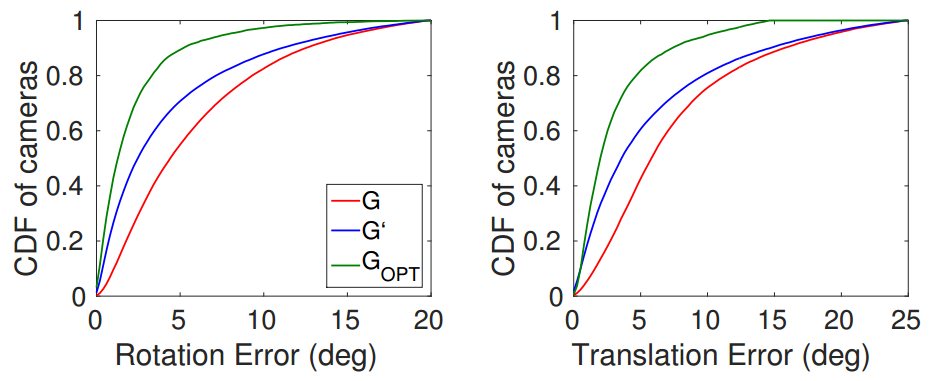 CDF of cameras
1
0.8
0.6
0.4
0.2
0
0 5 10 15 20
Rotation Error (deg)
G
G‘
GOPT
CDF of cameras
1
0.8
0.6
0.4
0.2
0
0 5 10 15 20 25
Translation Error (deg)